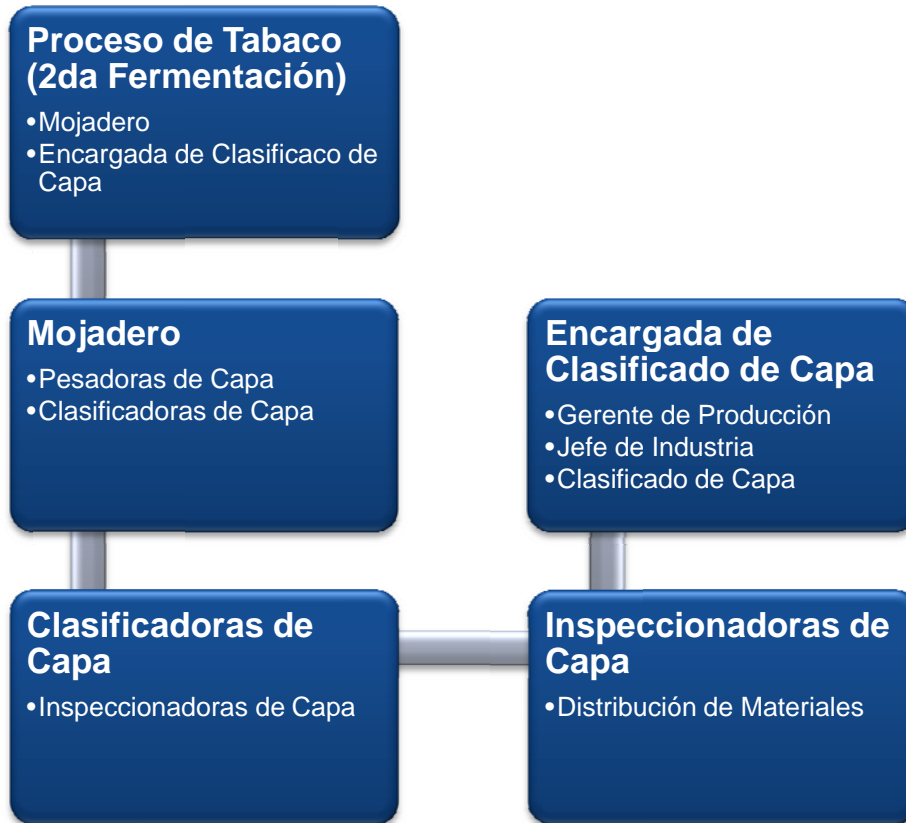 Proceso de Tabaco
(2da Fermentación)
•Mojadero
•Encargada de Clasificaco de
Capa
Mojadero
•Pesadoras de Capa
•Clasificadoras de Capa
Clasificadoras de
Capa
•Inspeccionadoras de Capa
Inspeccionadoras de
Capa
•Distribución de Materiales
Encargada de
Clasificado de Capa
•Gerente de Producción
•Jefe de Industria
•Clasificado de Capa